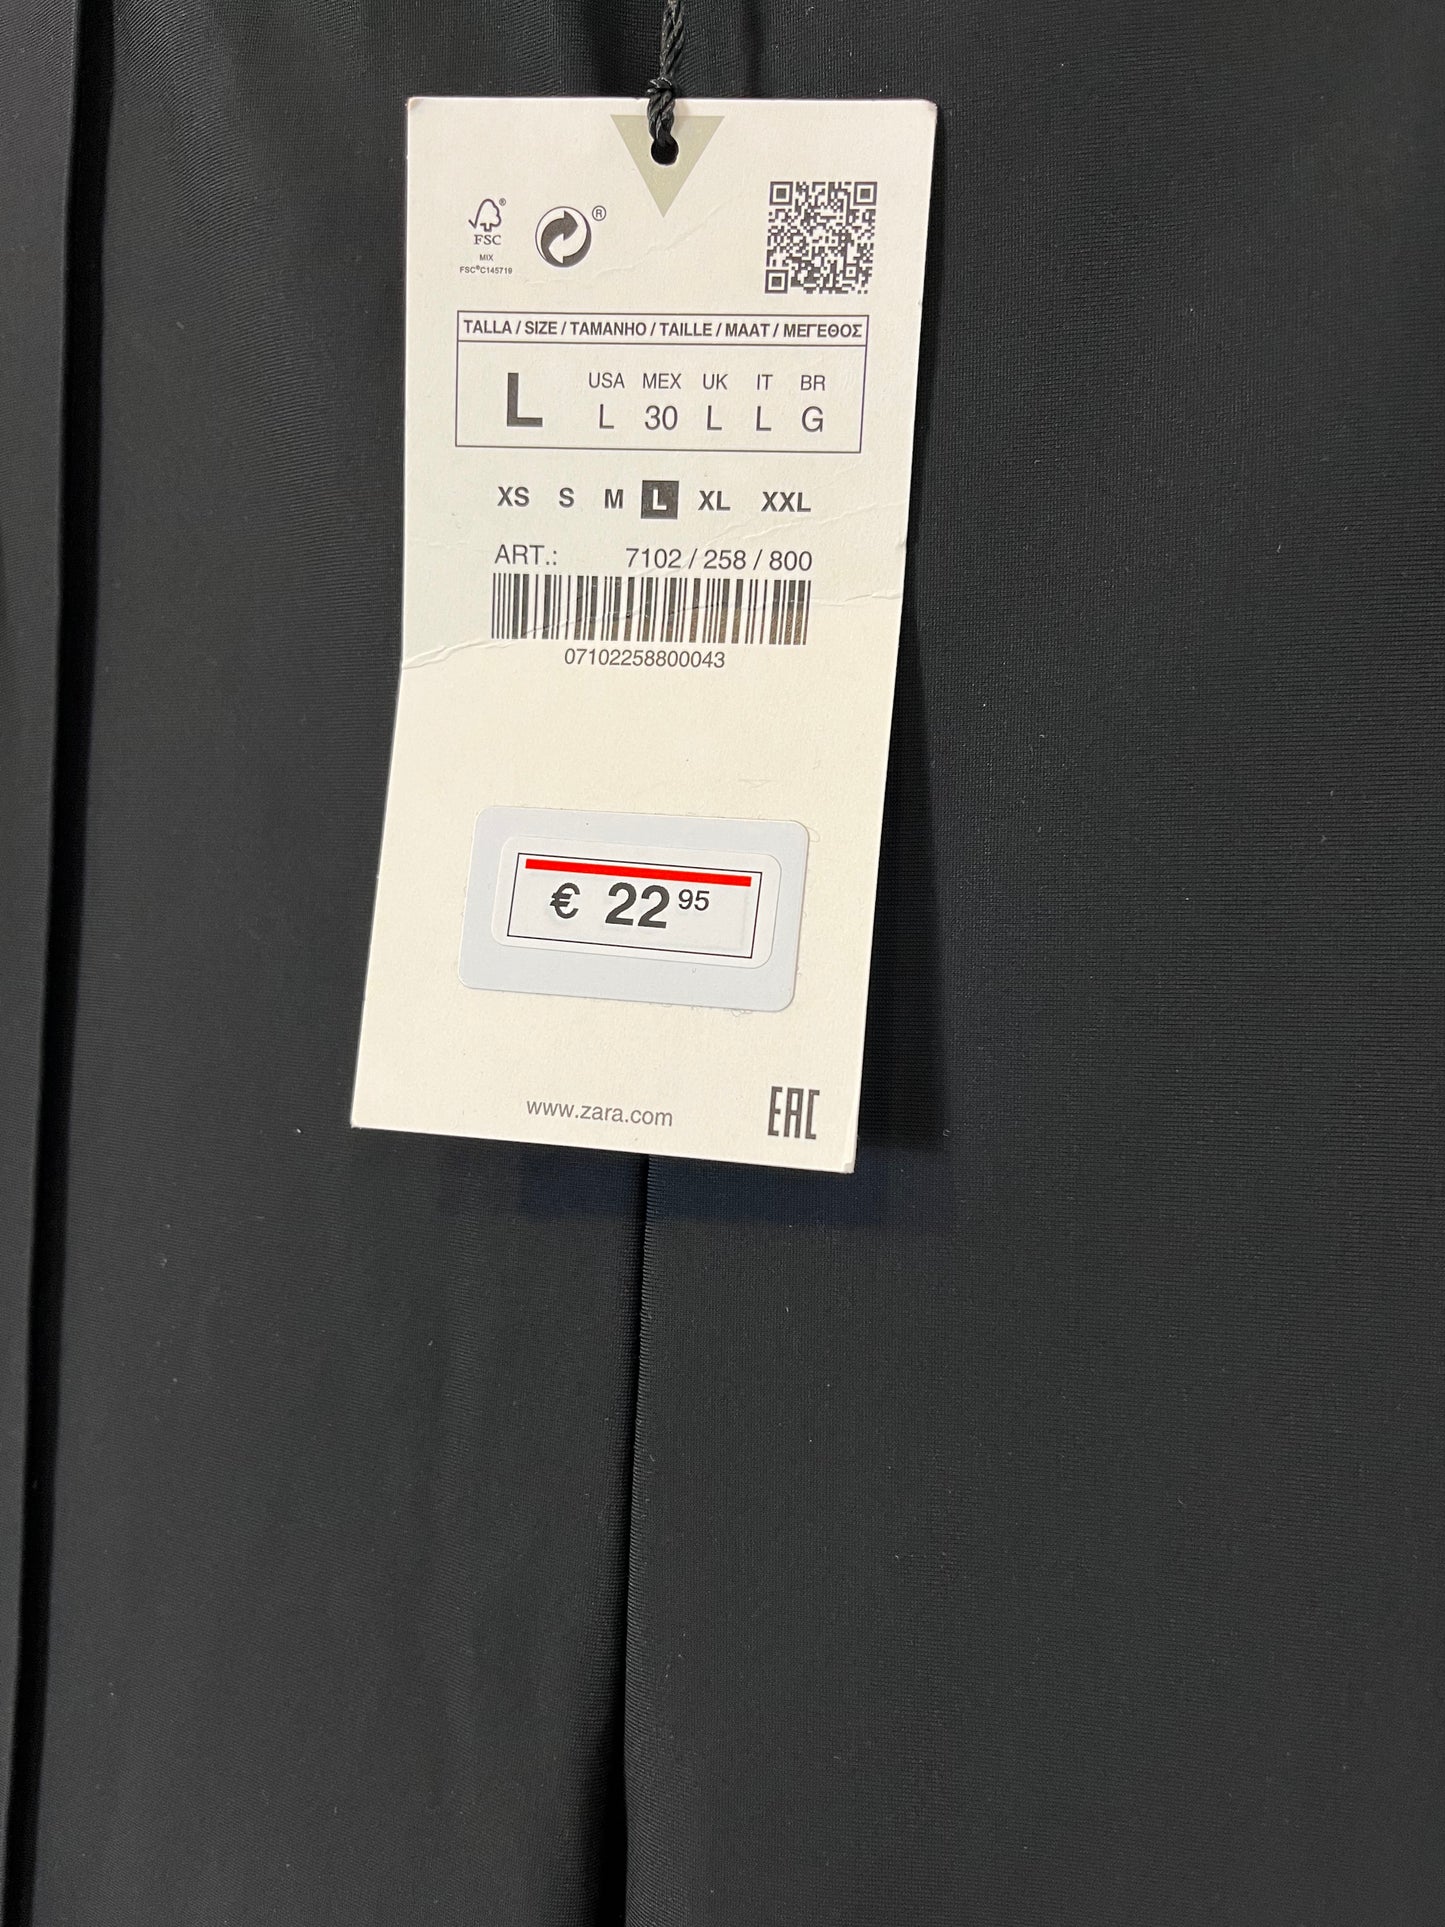 FSC®
MIX
FSC®C145719
®
TALLA / SIZE / TAMANHO / TAILLE / MAAT / ΜΕΓΕΘΟΣ
L
USA MEX UK IT BR
L 30 L L G
XS S M L XL XXL
ART.: 7102 / 258 / 800
07102258800043
€ 22 95
www.zara.com
EAC